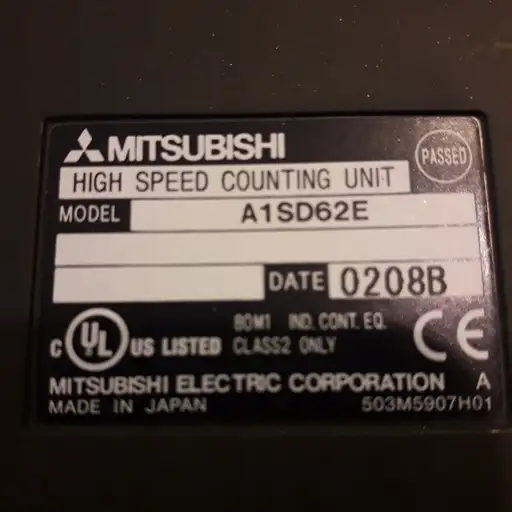 MITSUBISHI
PASSED
HIGH SPEED COUNTING UNIT
MODEL A1SD62E
DATE 0208B
80M1 IND. CONT. EQ.
C UL US LISTED CLASS2 ONLY
CE
MITSUBISHI ELECTRIC CORPORATION A
MADE IN JAPAN 503M5907H01